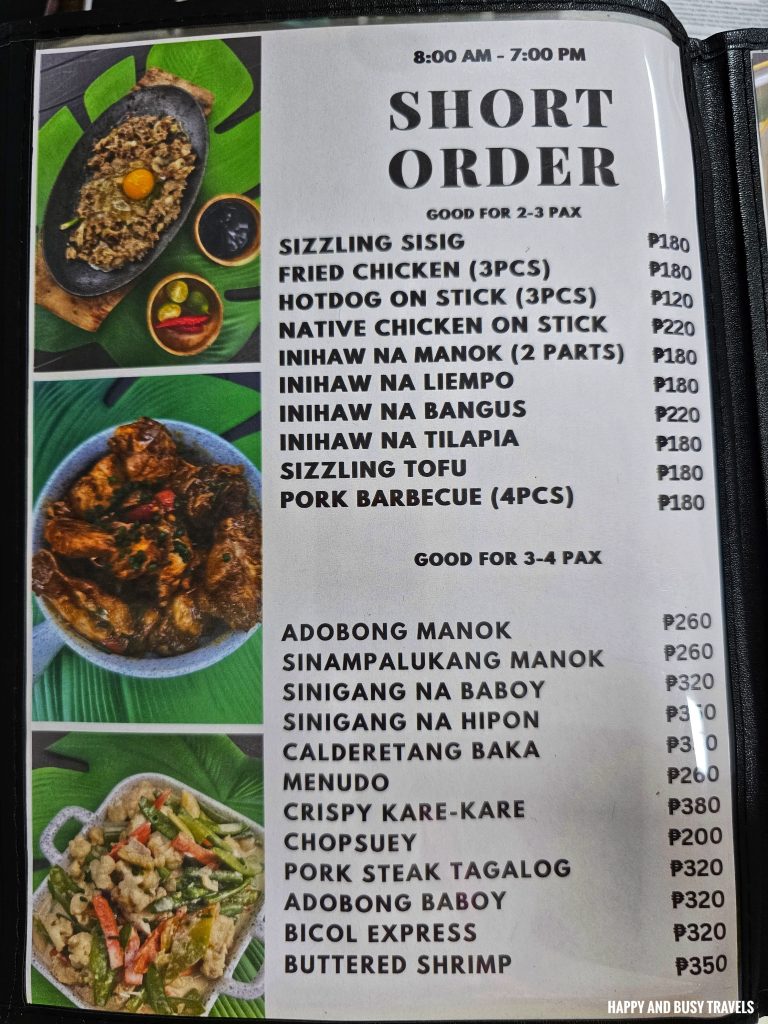 8:00 AM - 7:00 PM
SHORT
ORDER
GOOD FOR 2-3 PAX
SIZZLING SISIG ₱180
FRIED CHICKEN (3PCS) ₱180
HOTDOG ON STICK (3PCS) ₱120
NATIVE CHICKEN ON STICK ₱220
INIHAW NA MANOK (2 PARTS) ₱180
INIHAW NA LIEMPO ₱180
INIHAW NA BANGUS ₱220
INIHAW NA TILAPIA ₱180
SIZZLING TOFU ₱180
PORK BARBECUE (4PCS) ₱180
GOOD FOR 3-4 PAX
ADOBONG MANOK ₱260
SINAMPALUKANG MANOK ₱260
SINIGANG NA BABOY ₱320
SINIGANG NA HIPON
CALDERETANG BAKA
MENUDO ₱260
CRISPY KARE-KARE ₱380
CHOPSUEY ₱200
PORK STEAK TAGALOG ₱320
ADOBONG BABOY ₱320
BICOL EXPRESS ₱320
BUTTERED SHRIMP ₱350
HAPPY AND BUSY TRAVELS